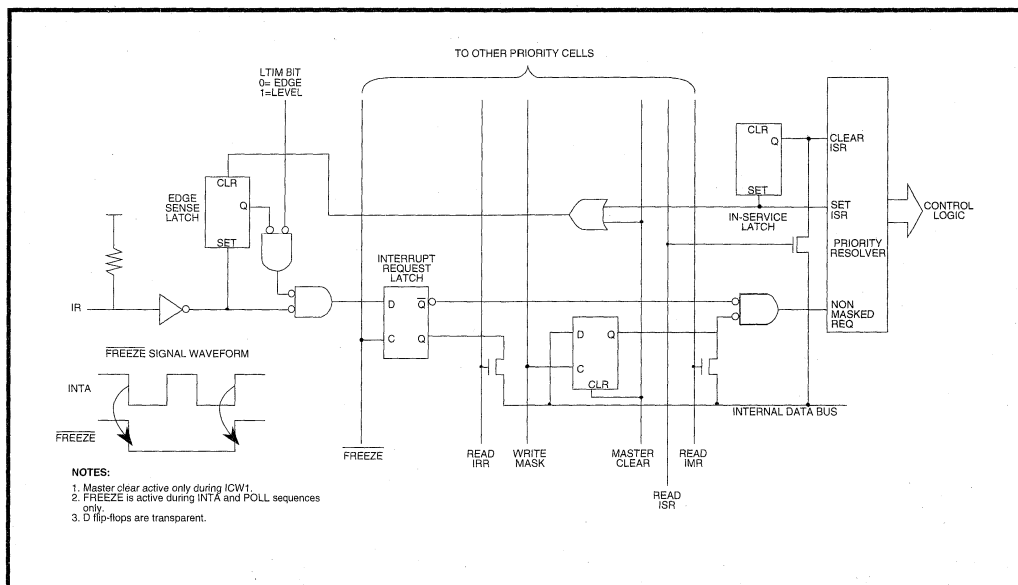 TO OTHER PRIORITY CELLS
LTIM BIT
0= EDGE
1=LEVEL
CLR
Q
SET
EDGE
SENSE
LATCH
IR
CLR
Q
SET
IN-SERVICE
LATCH
CLEAR
ISR
SET
ISR
PRIORITY
RESOLVER
NON
MASKED
REQ
CONTROL
LOGIC
INTERRUPT
REQUEST
LATCH
D
Q
C
Q
D
Q
C
CLR
INTERNAL DATA BUS
FREEZE SIGNAL WAVEFORM
INTA
FREEZE
FREEZE
READ
IRR
WRITE
MASK
MASTER
CLEAR
READ
IMR
READ
ISR
NOTES:
1. Master clear active only during ICW1.
2. FREEZE is active during INTA and POLL sequences
only.
3. D flip-flops are transparent.